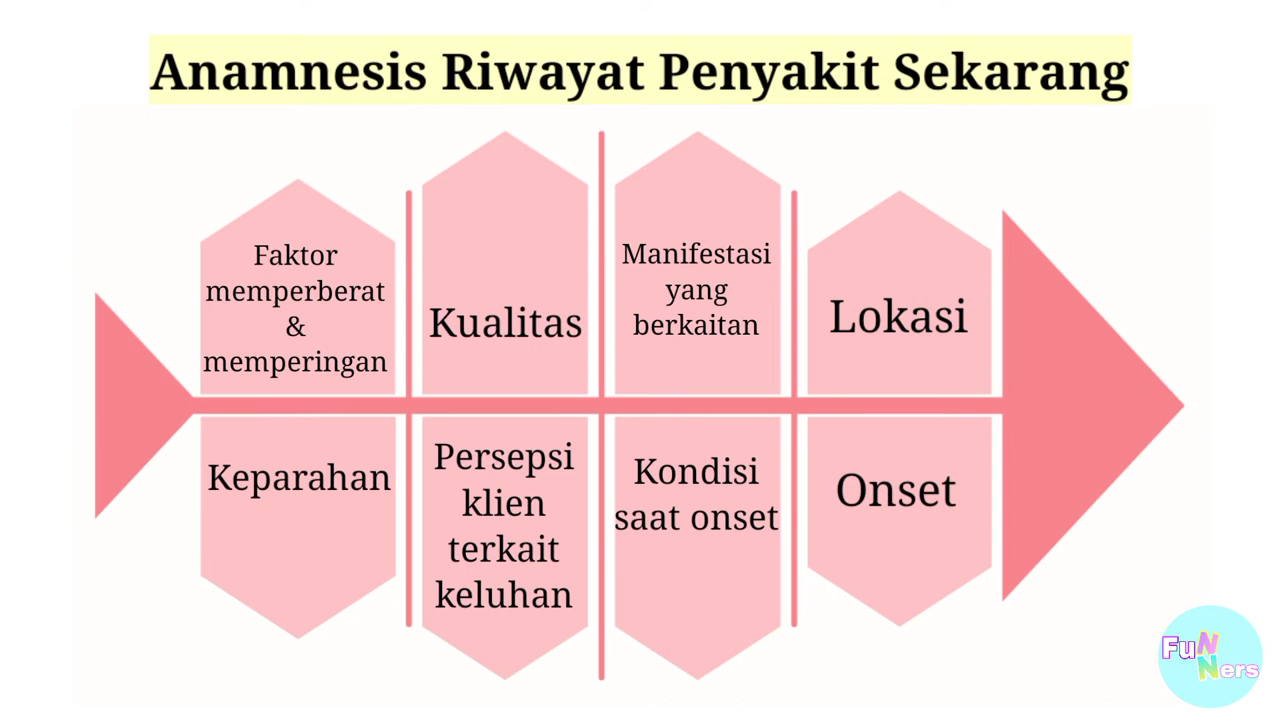 Anamnesis Riwayat Penyakit Sekarang
Faktor
memperberat
&
memperingan
Kualitas
Manifestasi
yang
berkaitan
Lokasi
Keparahan
Persepsi
klien
terkait
keluhan
Kondisi
saat onset
Onset
FuN
Ners